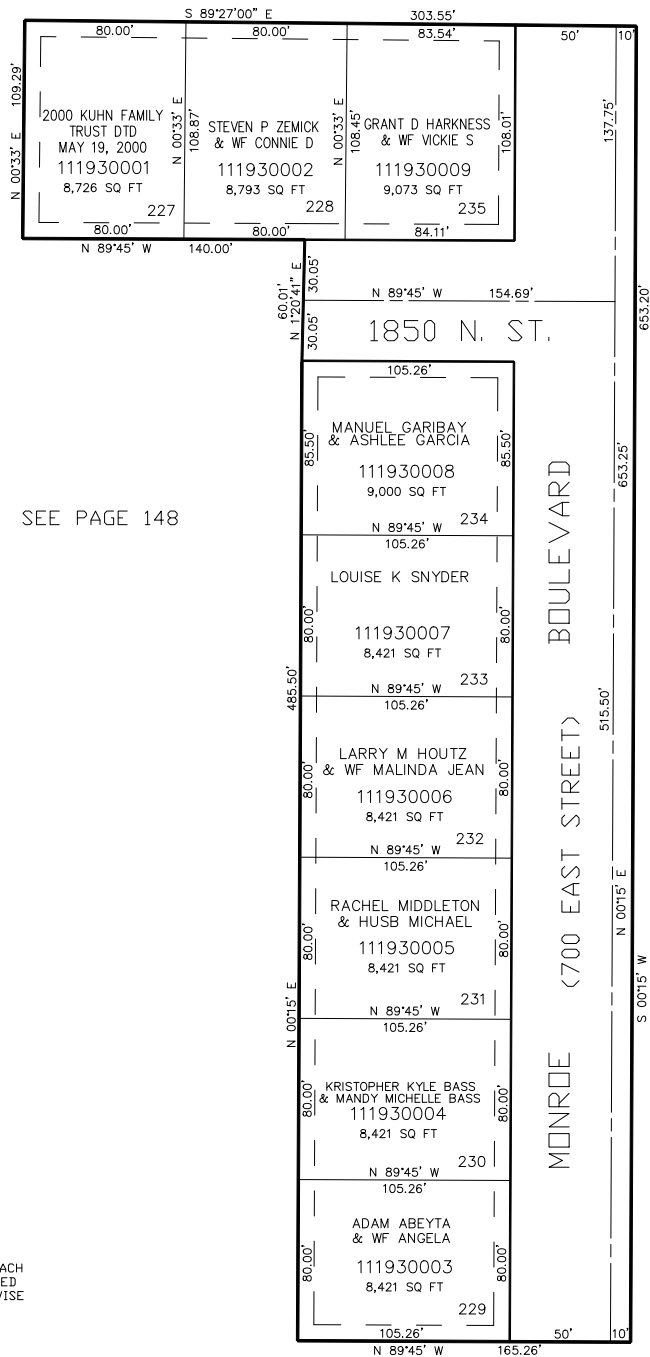 S 89°27'00" E 303.55'
80.00' 80.00' 83.54' 50' 10'
109.29'
N 00°33' E
2000 KUHN FAMILY
TRUST DTD
MAY 19, 2000
111930001
8,726 SQ FT
227
80.00'
N 00°33' E
108.87'
STEVEN P ZEMICK
& WF CONNIE D
111930002
8,793 SQ FT
228
80.00'
N 00°33' E
108.45'
GRANT D HARKNESS
& WF VICKIE S
111930009
9,073 SQ FT
235
84.11'
108.01'
137.75'
N 89°45' W 140.00'
60.01'
N 1°20'41" E
30.05'
30.05'
N 89°45' W 154.69'
1850 N. ST.
653.20'
653.25'
105.26'
85.50'
85.50'
MANUEL GARIBAY
& ASHLEE GARCIA
111930008
9,000 SQ FT
234
N 89°45' W
105.26'
SEE PAGE 148
LOUISE K SNYDER
80.00'
80.00'
111930007
8,421 SQ FT
233
N 89°45' W
105.26'
485.50'
515.50'
LARRY M HOUTZ
& WF MALINDA JEAN
80.00'
80.00'
111930006
8,421 SQ FT
232
N 89°45' W
105.26'
RACHEL MIDDLETON
& HUSB MICHAEL
80.00'
80.00'
111930005
8,421 SQ FT
231
N 89°45' W
105.26'
N 00°15' E
N 00°15' E
S 00°15' W
MONROE (700 EAST STREET) BOULEVARD
KRISTOPHER KYLE BASS
& MANDY MICHELLE BASS
80.00'
80.00'
111930004
8,421 SQ FT
230
N 89°45' W
105.26'
ADAM ABEYTA
& WF ANGELA
80.00'
80.00'
111930003
8,421 SQ FT
229
105.26' 50' 10'
N 89°45' W 165.26'
ACH
ED
VISE